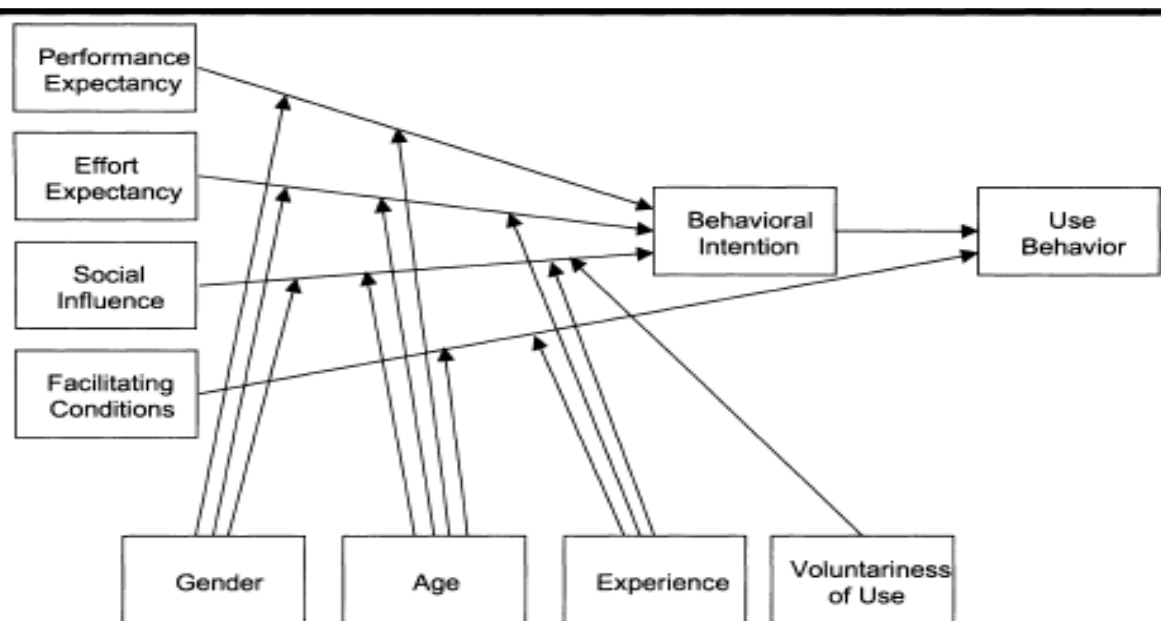 Performance
Expectancy
Effort
Expectancy
Social
Influence
Facilitating
Conditions
Behavioral
Intention
Use
Behavior
Gender
Age
Experience
Voluntariness
of Use